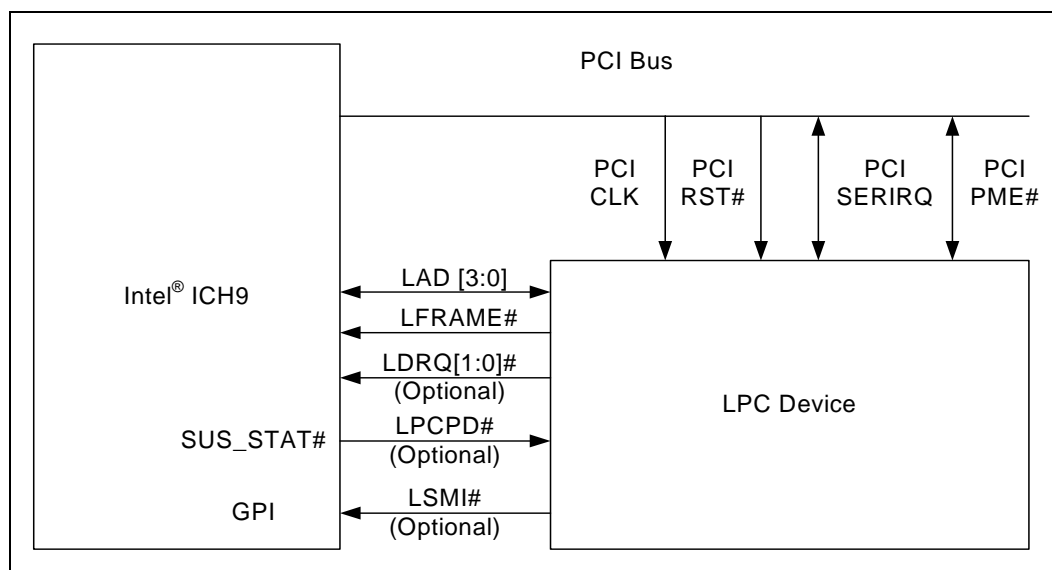 PCI Bus
PCI
CLK
PCI
RST#
PCI
SERIRQ
PCI
PME#
Intel® ICH9
LAD [3:0]
LFRAME#
LDRQ[1:0]#
(Optional)
SUS_STAT#
LPCPD#
(Optional)
GPI
LSMI#
(Optional)
LPC Device